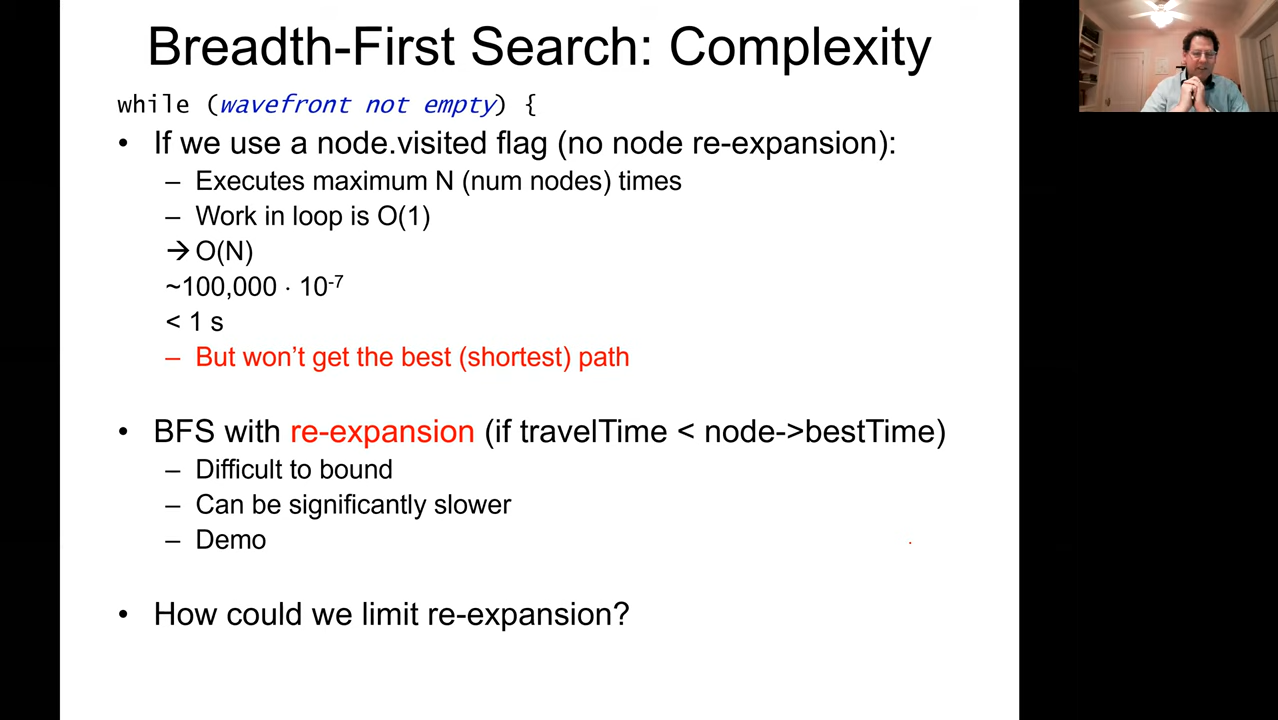 Breadth-First Search: Complexity
while (wavefront not empty) {
• If we use a node.visited flag (no node re-expansion):
– Executes maximum N (num nodes) times
– Work in loop is O(1)
→ O(N)
~100,000 · 10⁻⁷
< 1 s
– But won’t get the best (shortest) path
• BFS with re-expansion (if travelTime < node->bestTime)
– Difficult to bound
– Can be significantly slower
– Demo
• How could we limit re-expansion?